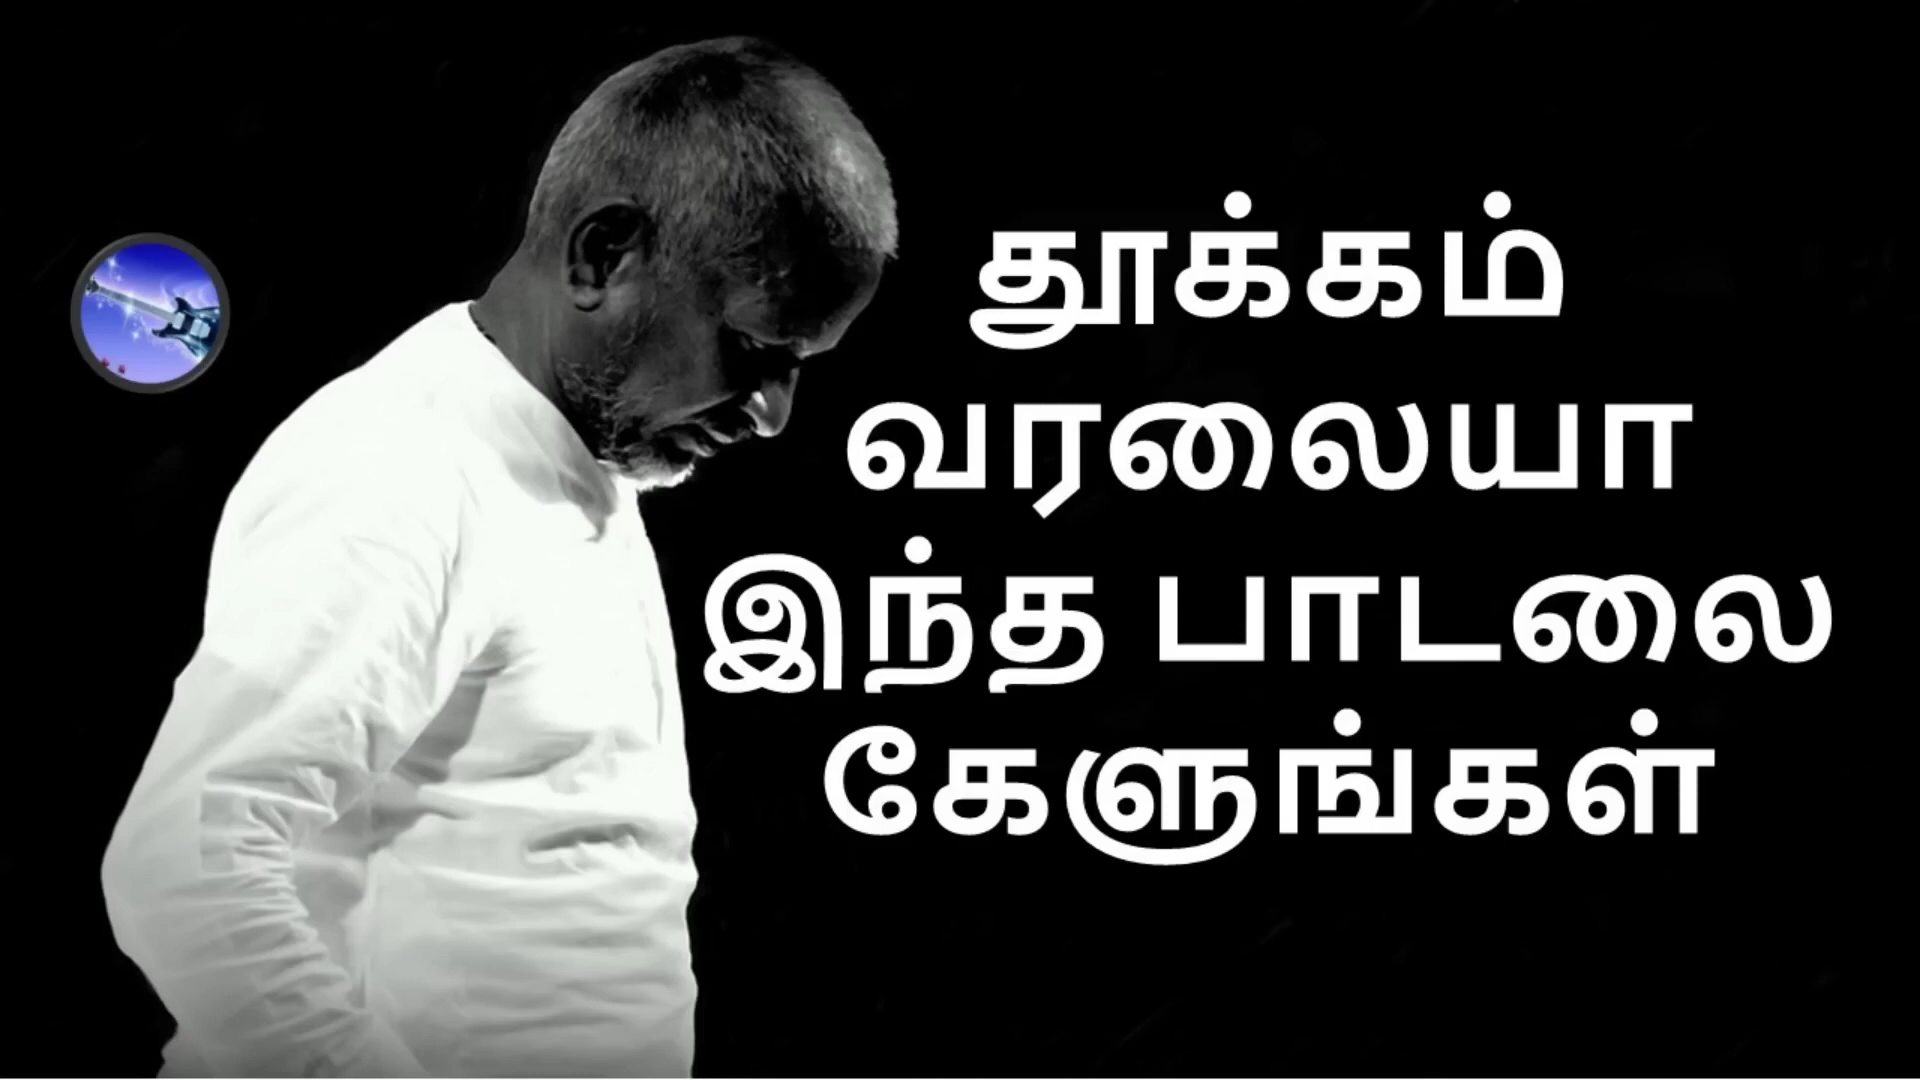 தூக்கம்
வரலையா
இந்த பாடலை
கேளுங்கள்